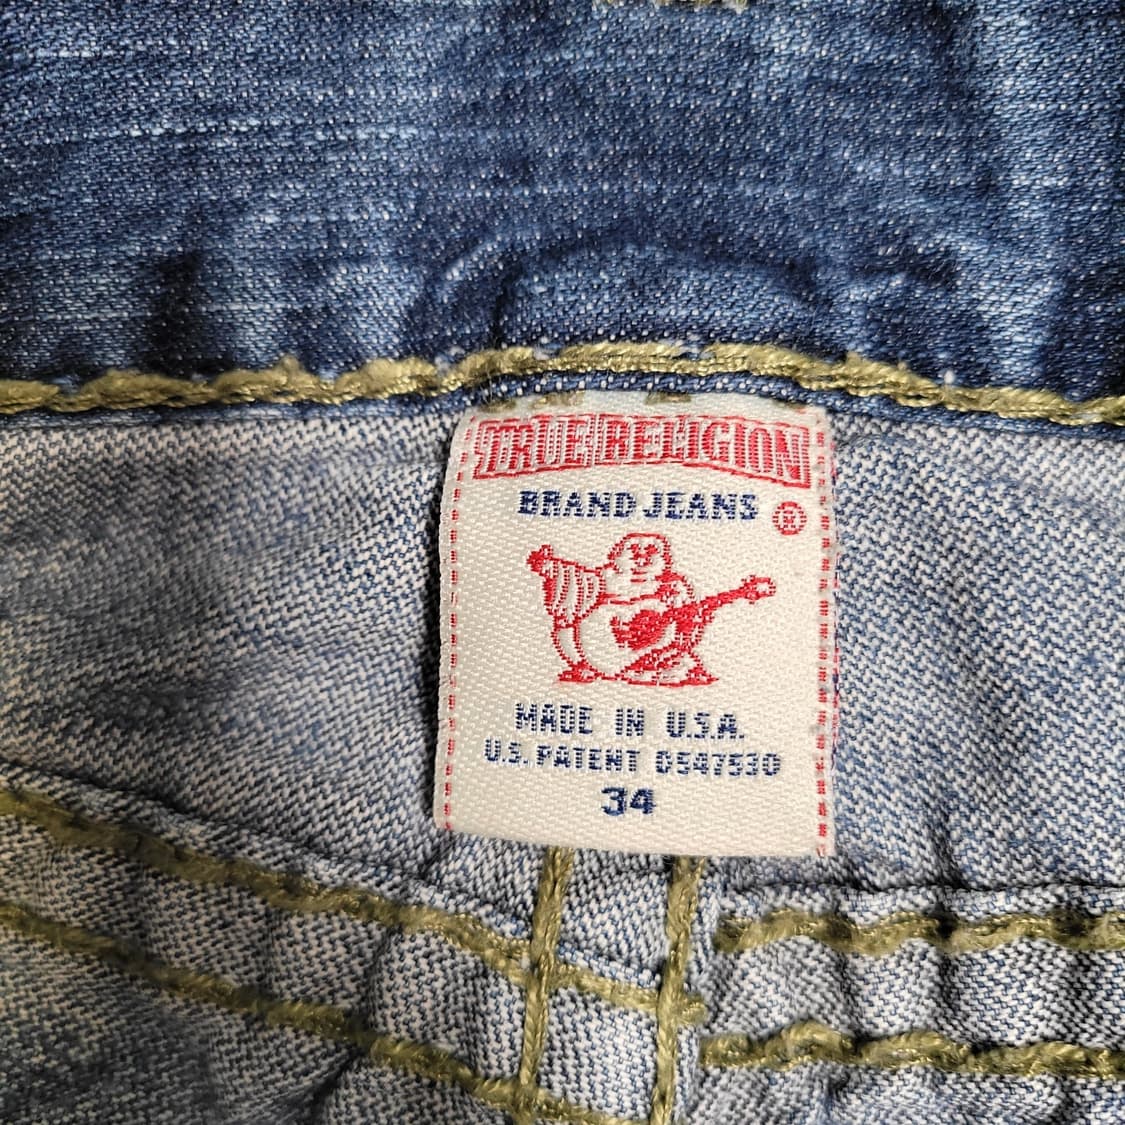 TRUE RELIGION
BRAND JEANS ®
MADE IN U.S.A.
U.S. PATENT D547530
34